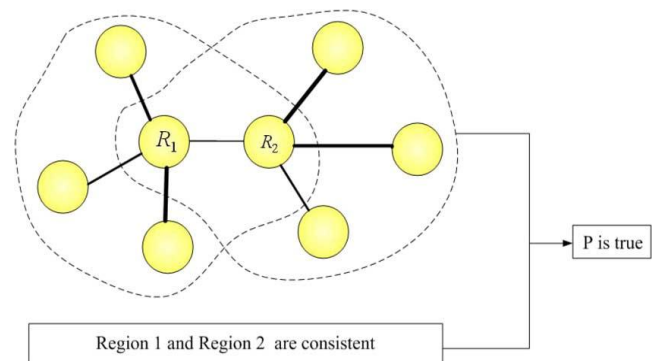 R1 R2
P is true
Region 1 and Region 2 are consistent